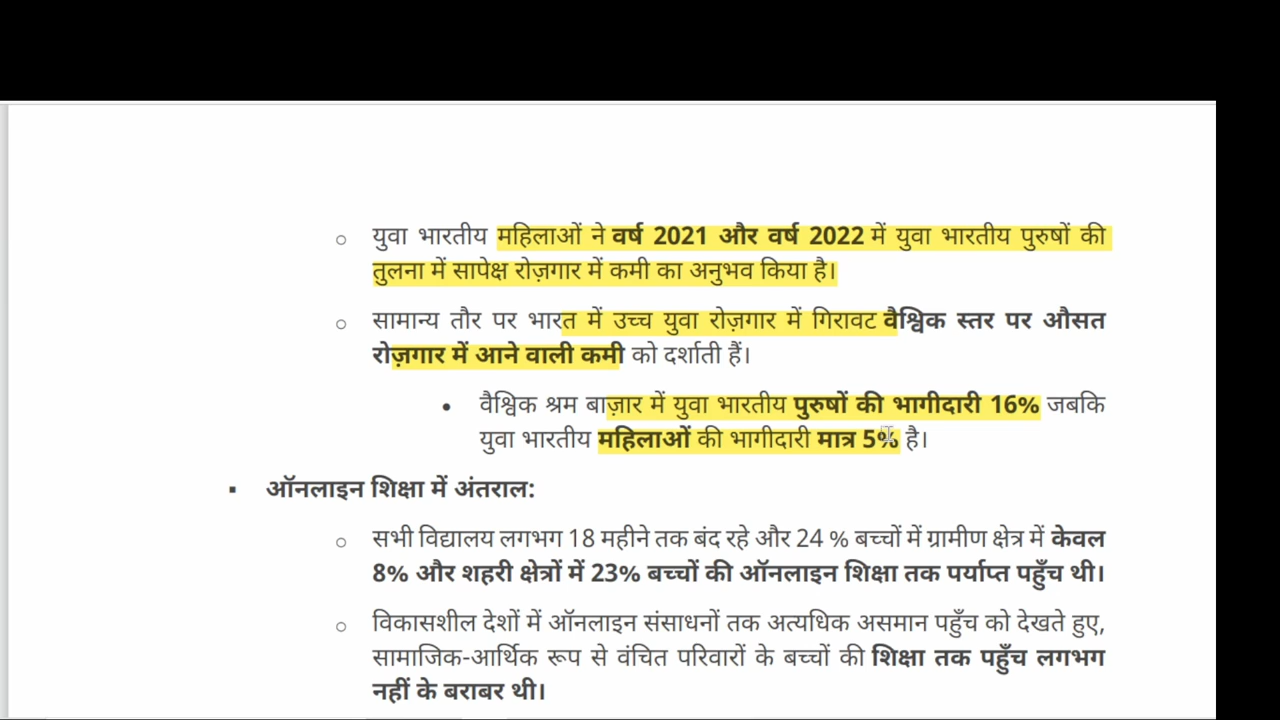 ○ युवा भारतीय महिलाओं ने वर्ष 2021 और वर्ष 2022 में युवा भारतीय पुरुषों की
तुलना में सापेक्ष रोज़गार में कमी का अनुभव किया है।
○ सामान्य तौर पर भारत में उच्च युवा रोज़गार में गिरावट वैश्विक स्तर पर औसत
रोज़गार में आने वाली कमी को दर्शाती हैं।
• वैश्विक श्रम बाज़ार में युवा भारतीय पुरुषों की भागीदारी 16% जबकि
युवा भारतीय महिलाओं की भागीदारी मात्र 5% है।
▪ ऑनलाइन शिक्षा में अंतराल:
○ सभी विद्यालय लगभग 18 महीने तक बंद रहे और 24 % बच्चों में ग्रामीण क्षेत्र में केवल
8% और शहरी क्षेत्रों में 23% बच्चों की ऑनलाइन शिक्षा तक पर्याप्त पहुँच थी।
○ विकासशील देशों में ऑनलाइन संसाधनों तक अत्यधिक असमान पहुँच को देखते हुए,
सामाजिक-आर्थिक रूप से वंचित परिवारों के बच्चों की शिक्षा तक पहुँच लगभग
नहीं के बराबर थी।